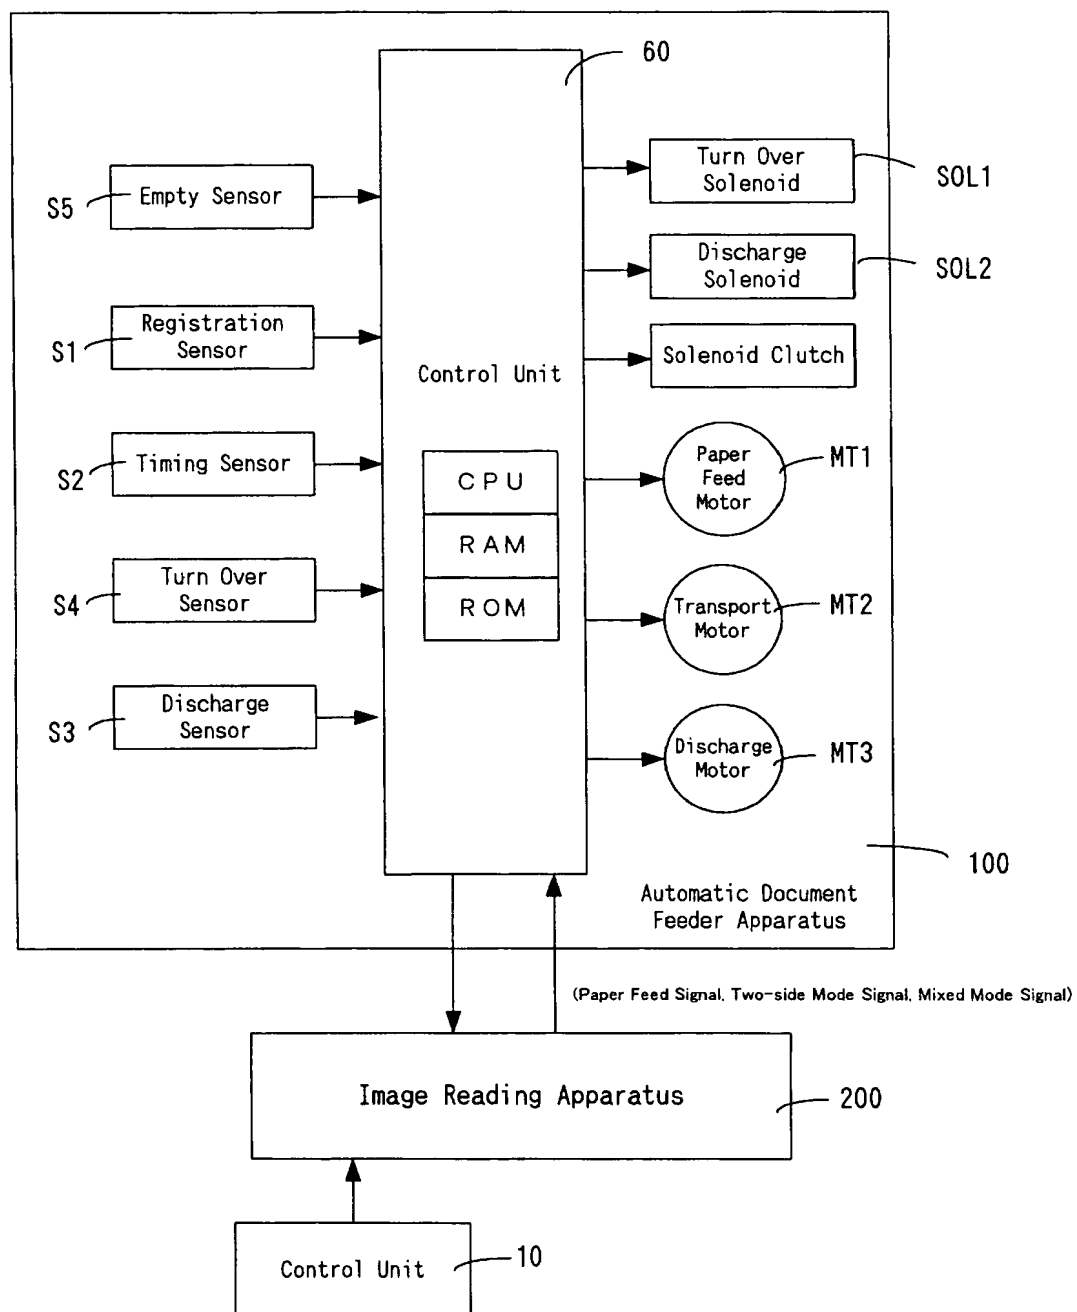 60
Turn Over
Solenoid
SOL1
S5
Empty Sensor
Discharge
Solenoid
SOL2
S1
Registration
Sensor
Solenoid Clutch
Control Unit
S2
Timing Sensor
Paper
Feed
Motor
MT1
CPU
RAM
ROM
S4
Turn Over
Sensor
Transport
Motor
MT2
S3
Discharge
Sensor
Discharge
Motor
MT3
100
Automatic Document
Feeder Apparatus
(Paper Feed Signal, Two-side Mode Signal, Mixed Mode Signal)
Image Reading Apparatus
200
Control Unit
10